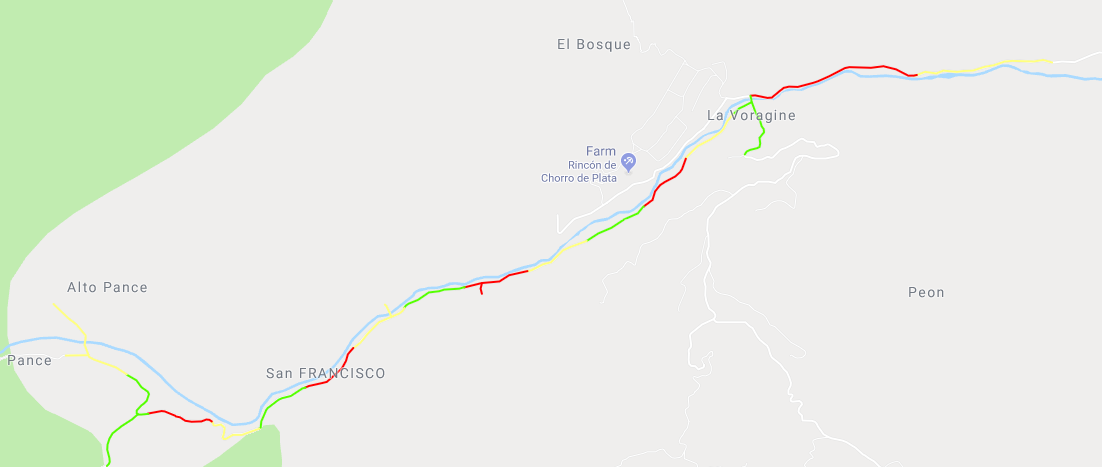 El Bosque
La Voragine
Farm
Rincón de
Chorro de Plata
Alto Pance
Peon
Pance
San FRANCISCO